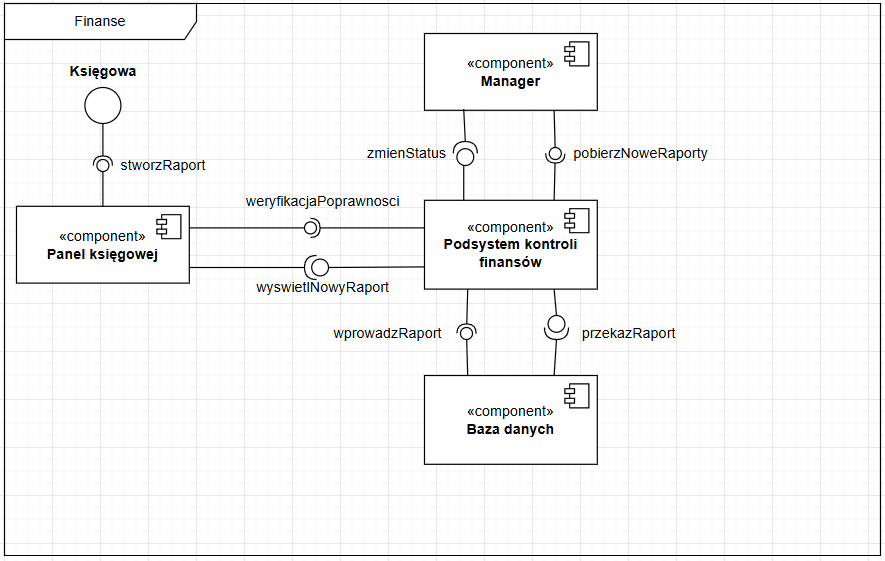 Finanse
Księgowa
stworzRaport
«component»
Panel księgowej
weryfikacjaPoprawnosci
wyswietlNowyRaport
«component»
Manager
zmienStatus
pobierzNoweRaporty
«component»
Podsystem kontroli
finansów
wprowadzRaport
przekazRaport
«component»
Baza danych